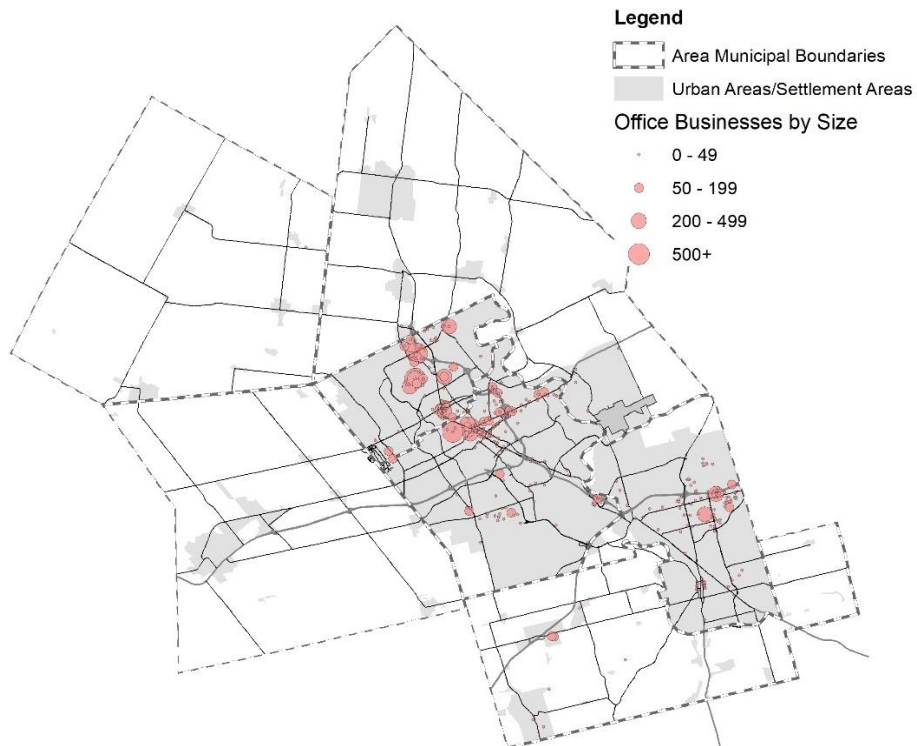 Legend
Area Municipal Boundaries
Urban Areas/Settlement Areas
Office Businesses by Size
0 - 49
50 - 199
200 - 499
500+